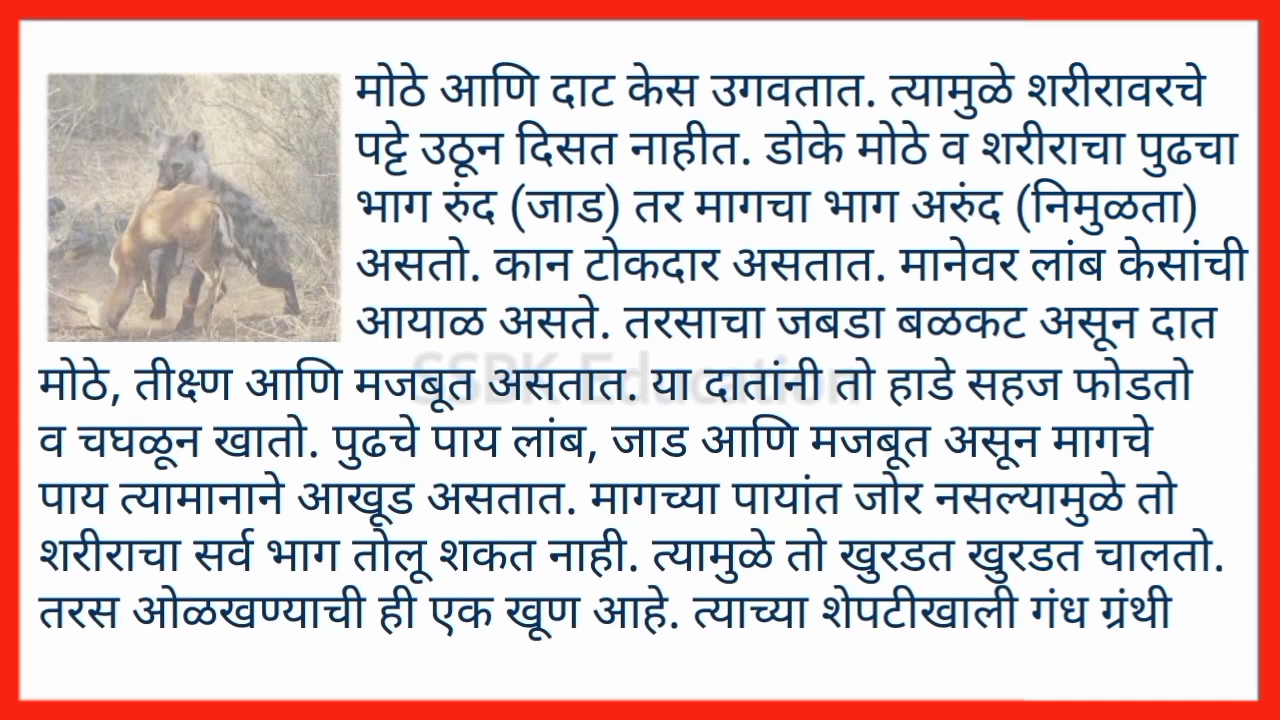 मोठे आणि दाट केस उगवतात. त्यामुळे शरीरावरचे
पट्टे उठून दिसत नाहीत. डोके मोठे व शरीराचा पुढचा
भाग रुंद (जाड) तर मागचा भाग अरुंद (निमुळता)
असतो. कान टोकदार असतात. मानेवर लांब केसांची
आयाळ असते. तरसाचा जबडा बळकट असून दात
मोठे, तीक्ष्ण आणि मजबूत असतात. या दातांनी तो हाडे सहज फोडतो
व चघळून खातो. पुढचे पाय लांब, जाड आणि मजबूत असून मागचे
पाय त्यामानाने आखूड असतात. मागच्या पायांत जोर नसल्यामुळे तो
शरीराचा सर्व भाग तोलू शकत नाही. त्यामुळे तो खुरडत खुरडत चालतो.
तरस ओळखण्याची ही एक खूण आहे. त्याच्या शेपटीखाली गंध ग्रंथी
SSBK Education